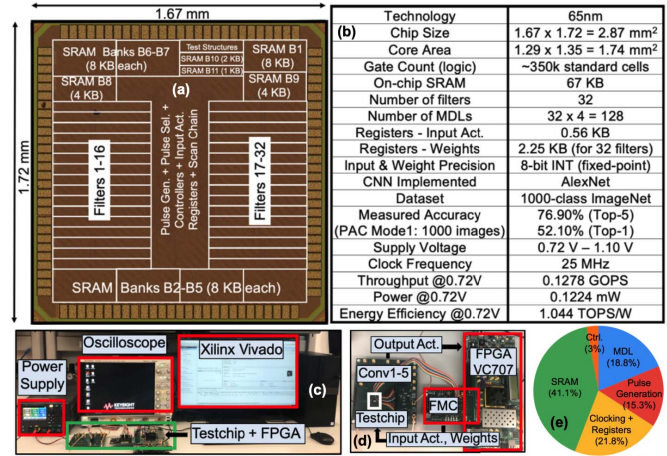 1.67 mm
1.72 mm
SRAM Banks B6-B7
(8 KB each)
Test Structures
SRAM B10 (2 KB)
SRAM B11 (1 KB)
SRAM B1
(8 KB)
SRAM B8
(4 KB)
SRAM B9
(4 KB)
(a)
Filters 1-16
Pulse Gen. + Pulse Sel. +
Controllers + Input Act.
Registers + Scan Chain
Filters 17-32
SRAM Banks B2-B5 (8 KB each)
(b)
Technology 65nm
Chip Size 1.67 x 1.72 = 2.87 mm²
Core Area 1.29 x 1.35 = 1.74 mm²
Gate Count (logic) ~350k standard cells
On-chip SRAM 67 KB
Number of filters 32
Number of MDLs 32 x 4 = 128
Registers - Input Act. 0.56 KB
Registers - Weights 2.25 KB (for 32 filters)
Input & Weight Precision 8-bit INT (fixed-point)
CNN Implemented AlexNet
Dataset 1000-class ImageNet
Measured Accuracy 76.90% (Top-5)
(PAC Mode1: 1000 images) 52.10% (Top-1)
Supply Voltage 0.72 V – 1.10 V
Clock Frequency 25 MHz
Throughput @0.72V 0.1278 GOPS
Power @0.72V 0.1224 mW
Energy Efficiency @0.72V 1.044 TOPS/W
Oscilloscope
Power
Supply
KEYSIGHT
Xilinx Vivado
(c)
Testchip + FPGA
Output Act.
Conv1-5
FPGA
VC707
Testchip
FMC
(d)
Input Act., Weights
Ctrl.
(3%)
MDL
(18.8%)
Pulse
Generation
(15.3%)
Clocking +
Registers
(21.8%)
SRAM
(41.1%)
(e)